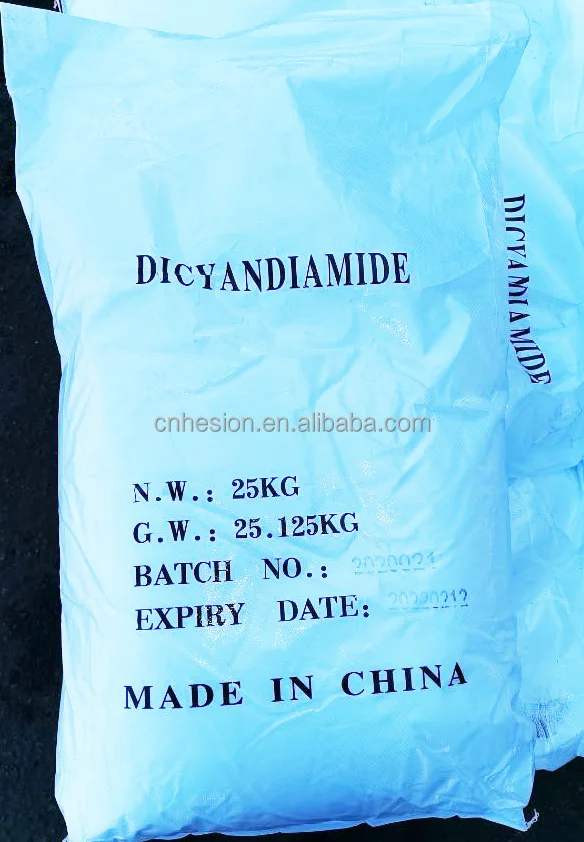 DICYANDIAMIDE
DICYANDIAMIDE
cnhesion.en.alibaba.com
N.W.: 25KG
G.W.: 25.125KG
BATCH NO.:
EXPIRY DATE:
MADE IN CHINA